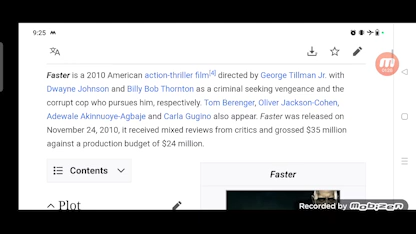 9:25 M
Faster is a 2010 American action-thriller film[4] directed by George Tillman Jr. with
Dwayne Johnson and Billy Bob Thornton as a criminal seeking vengeance and the
corrupt cop who pursues him, respectively. Tom Berenger, Oliver Jackson-Cohen,
Adewale Akinnuoye-Agbaje and Carla Gugino also appear. Faster was released on
November 24, 2010, it received mixed reviews from critics and grossed $35 million
against a production budget of $24 million.
Contents
Faster
Plot
Recorded by Mobizen